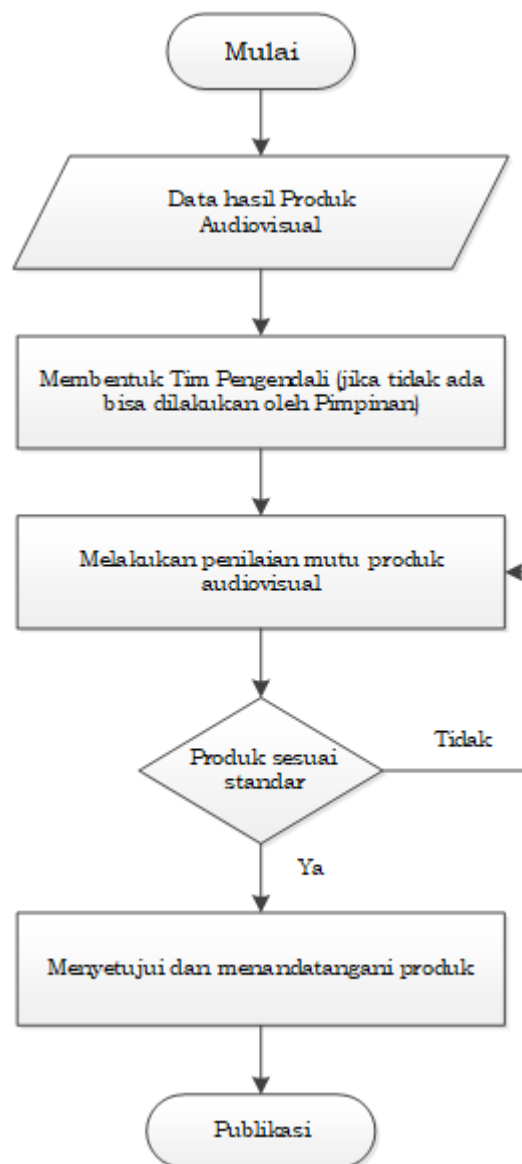 Mulai
Data hasil Produk
Audiovisual
Membentuk Tim Pengendali (jika tidak ada
bisa dilakukan oleh Pimpinan)
Melakukan penilaian mutu produk
audiovisual
Produk sesuai
standar
Tidak
Ya
Menyetujui dan menandatangani produk
Publikasi